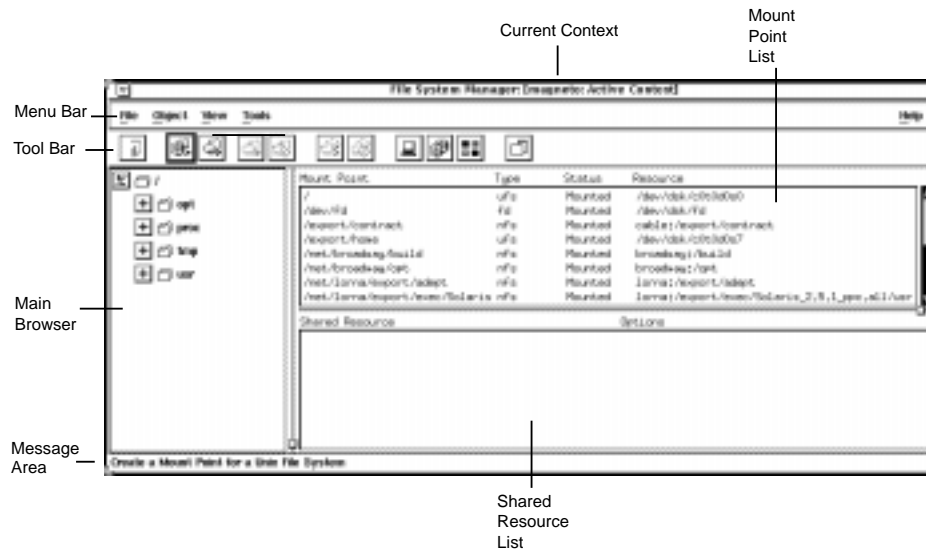 Current Context
Mount
Point
List
File System Manager: [magneto: Active Context]
Menu Bar
File Object View Tools Help
Tool Bar
Mount Point Type Status Resource
/ ufs Mounted /dev/dsk/c0t3d0s0
/dev/fd fd Mounted /dev/dsk/fd
/export/contract nfs Mounted cable:/export/contract
/export/home ufs Mounted /dev/dsk/c0t3d0s7
/net/broadway/build nfs Mounted broadway:/build
/net/broadway/opt nfs Mounted broadway:/opt
/net/lorna/export/adept nfs Mounted lorna:/export/adept
/net/lorna/export/exec/Solaris nfs Mounted lorna:/export/exec/Solaris_2.5.1_ppc.all/usr
/
opt
proc
tmp
usr
Main
Browser
Shared Resource Options
Message
Area
Create a Mount Point for a Unix File System
Shared
Resource
List